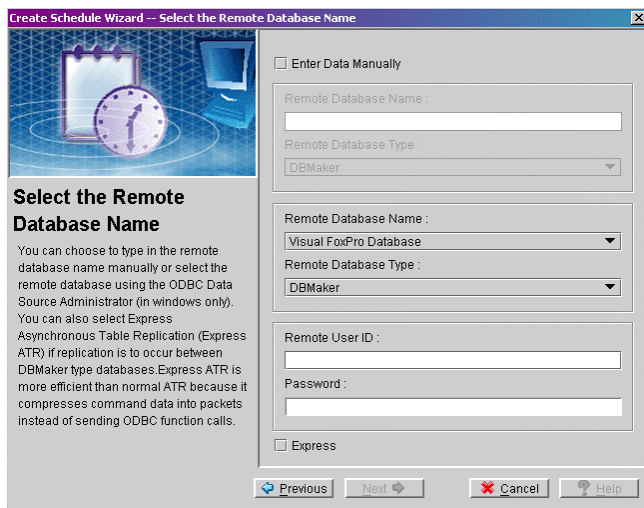 Create Schedule Wizard -- Select the Remote Database Name
Select the Remote
Database Name
You can choose to type in the remote
database name manually or select the
remote database using the ODBC Data
Source Administrator (in windows only).
You can also select Express
Asynchronous Table Replication (Express
ATR) if replication is to occur between
DBMaker type databases.Express ATR is
more efficient than normal ATR because it
compresses command data into packets
instead of sending ODBC function calls.
Enter Data Manually
Remote Database Name :
Remote Database Type :
DBMaker
Remote Database Name :
Visual FoxPro Database
Remote Database Type :
DBMaker
Remote User ID :
Password :
Express
Previous
Next
Cancel
Help